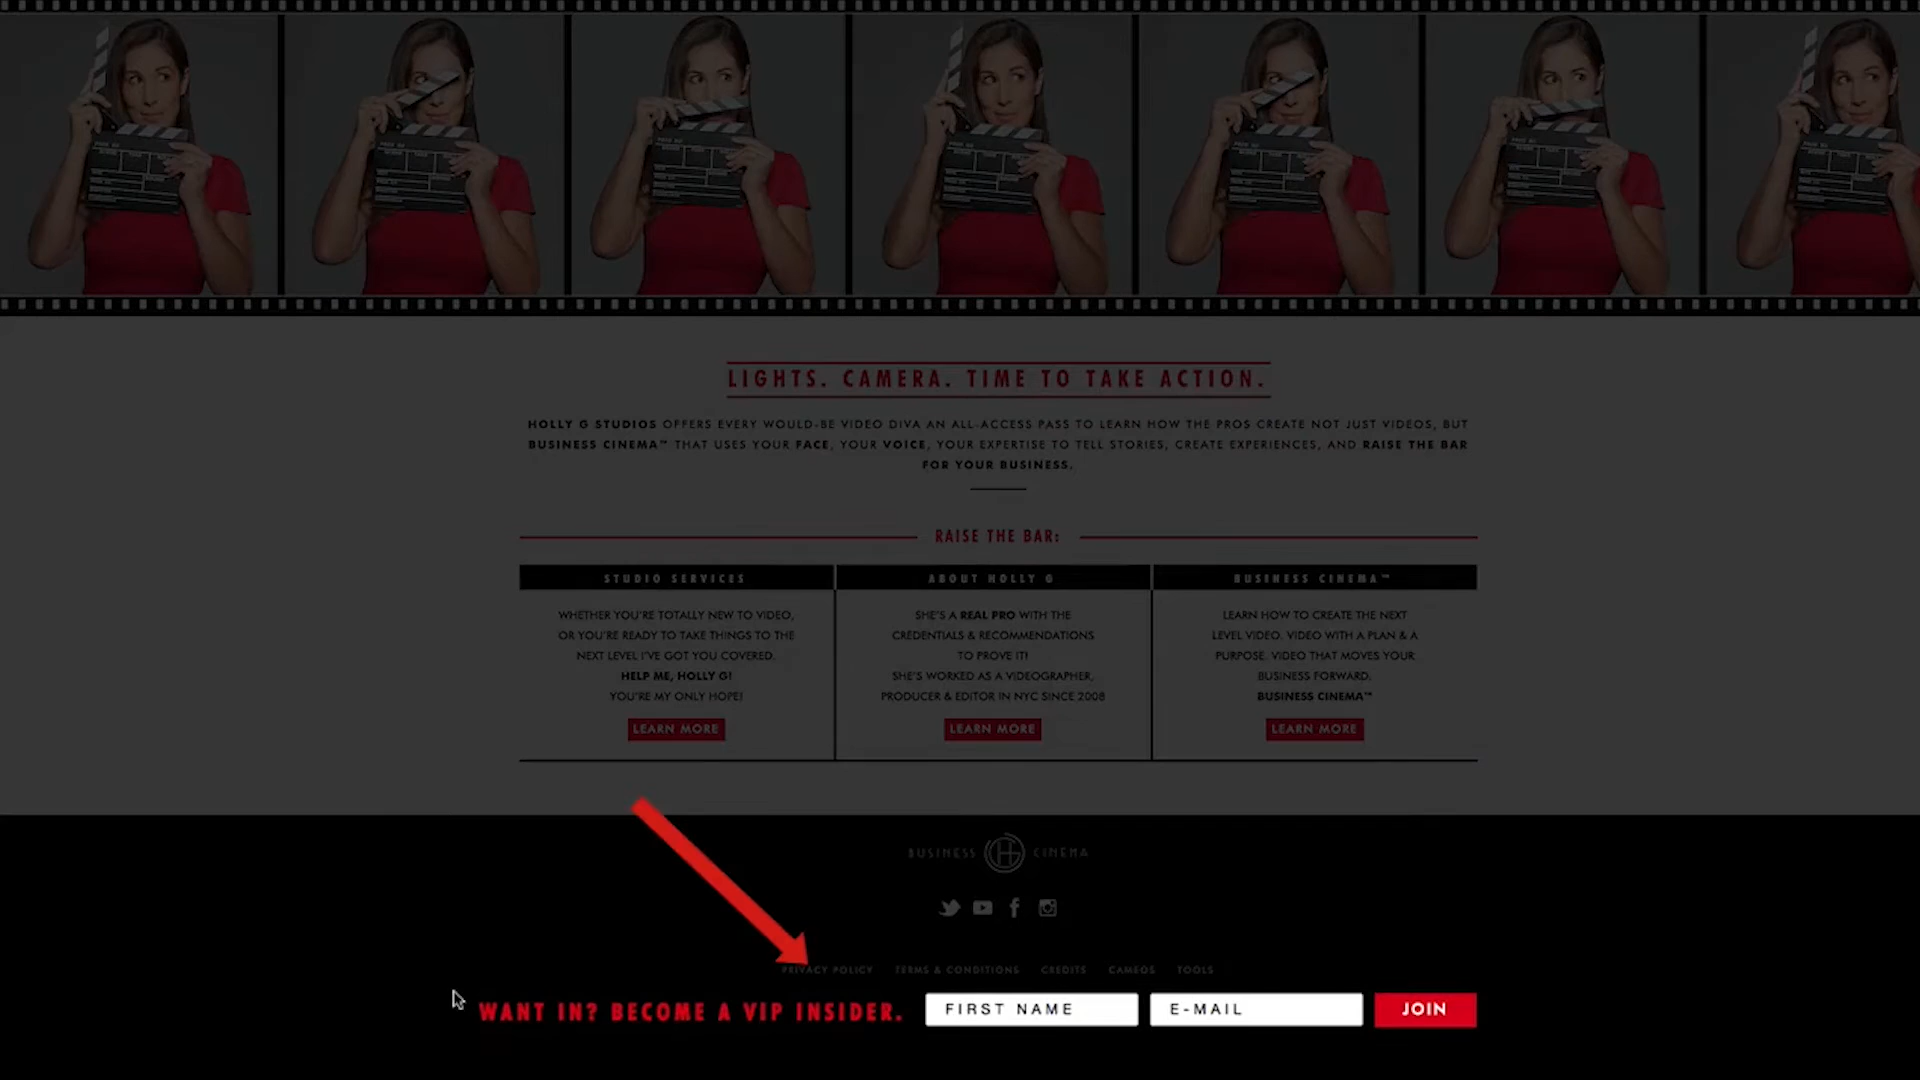 LIGHTS. CAMERA. TIME TO TAKE ACTION.
HOLLY G STUDIOS OFFERS EVERY WOULD-BE VIDEO DIVA AN ALL-ACCESS PASS TO LEARN HOW THE PROS CREATE NOT JUST VIDEOS, BUT
BUSINESS CINEMA™ THAT USES YOUR FACE, YOUR VOICE, YOUR EXPERTISE TO TELL STORIES, CREATE EXPERIENCES, AND RAISE THE BAR
FOR YOUR BUSINESS.
RAISE THE BAR:
STUDIO SERVICES
WHETHER YOU'RE TOTALLY NEW TO VIDEO,
OR YOU'RE READY TO TAKE THINGS TO THE
NEXT LEVEL I'VE GOT YOU COVERED.
HELP ME, HOLLY G!
YOU'RE MY ONLY HOPE!
LEARN MORE
ABOUT HOLLY G
SHE'S A REAL PRO WITH THE
CREDENTIALS & RECOMMENDATIONS
TO PROVE IT!
SHE'S WORKED AS A VIDEOGRAPHER,
PRODUCER & EDITOR IN NYC SINCE 2008
LEARN MORE
BUSINESS CINEMA™
LEARN HOW TO CREATE THE NEXT
LEVEL VIDEO. VIDEO WITH A PLAN & A
PURPOSE. VIDEO THAT MOVES YOUR
BUSINESS FORWARD.
BUSINESS CINEMA™
LEARN MORE
BUSINESS CINEMA
PRIVACY POLICY TERMS & CONDITIONS CREDITS CAMEOS TOOLS
WANT IN? BECOME A VIP INSIDER. FIRST NAME E-MAIL JOIN